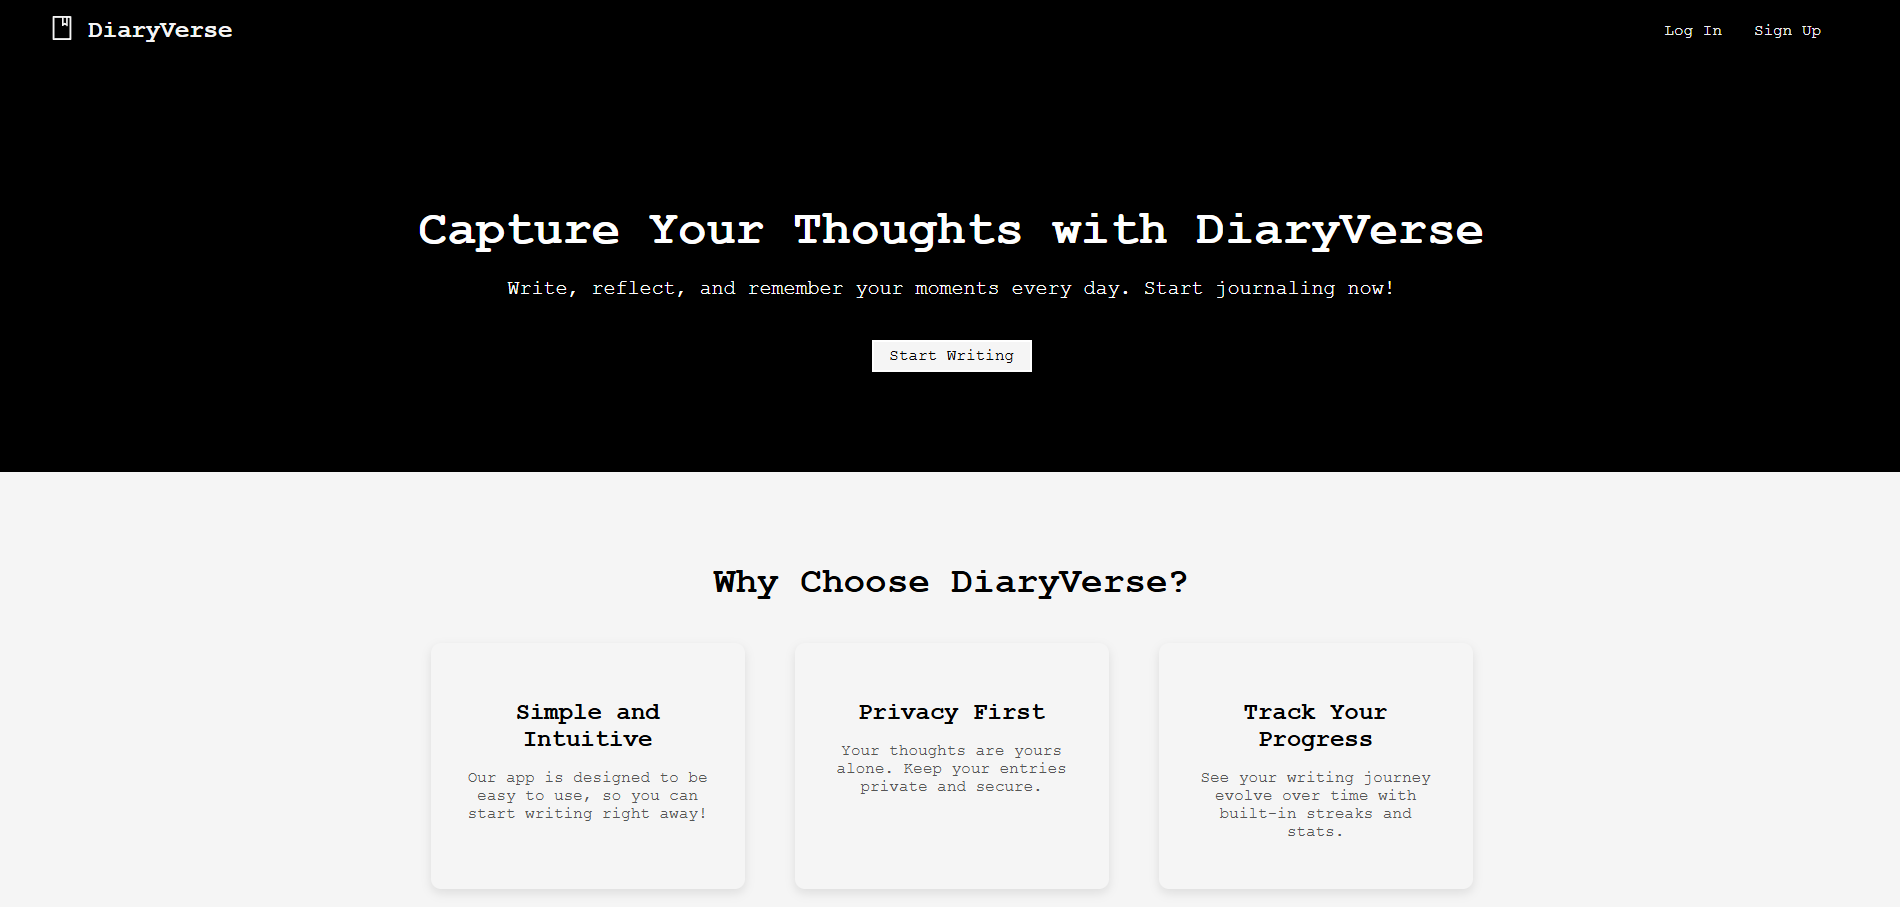 DiaryVerse
Log In
Sign Up
Capture Your Thoughts with DiaryVerse
Write, reflect, and remember your moments every day. Start journaling now!
Start Writing
Why Choose DiaryVerse?
Simple and
Intuitive
Our app is designed to be
easy to use, so you can
start writing right away!
Privacy First
Your thoughts are yours
alone. Keep your entries
private and secure.
Track Your
Progress
See your writing journey
evolve over time with
built-in streaks and
stats.